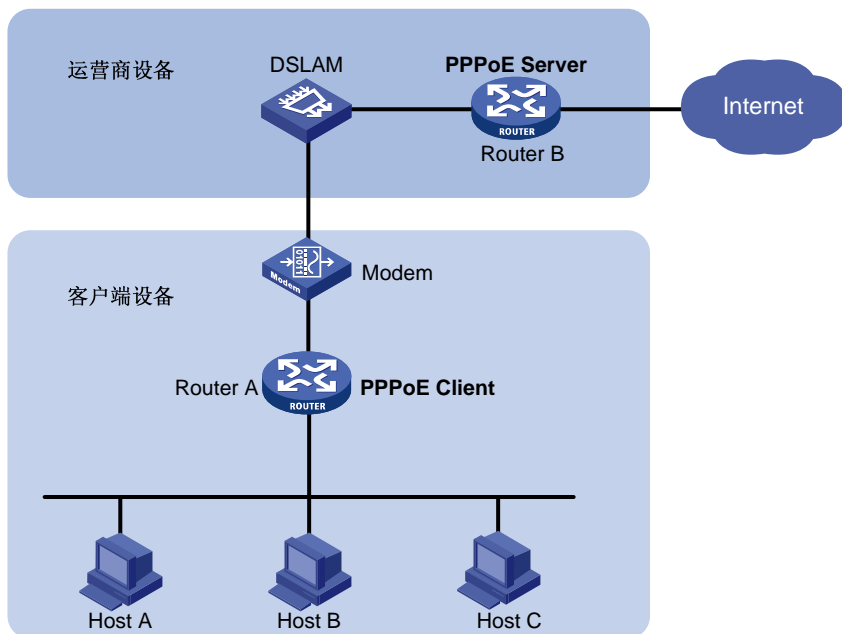 运营商设备
DSLAM
PPPoE Server
ROUTER
Router B
Internet
客户端设备
Modem
Modem
Router A
ROUTER
PPPoE Client
Host A
Host B
Host C